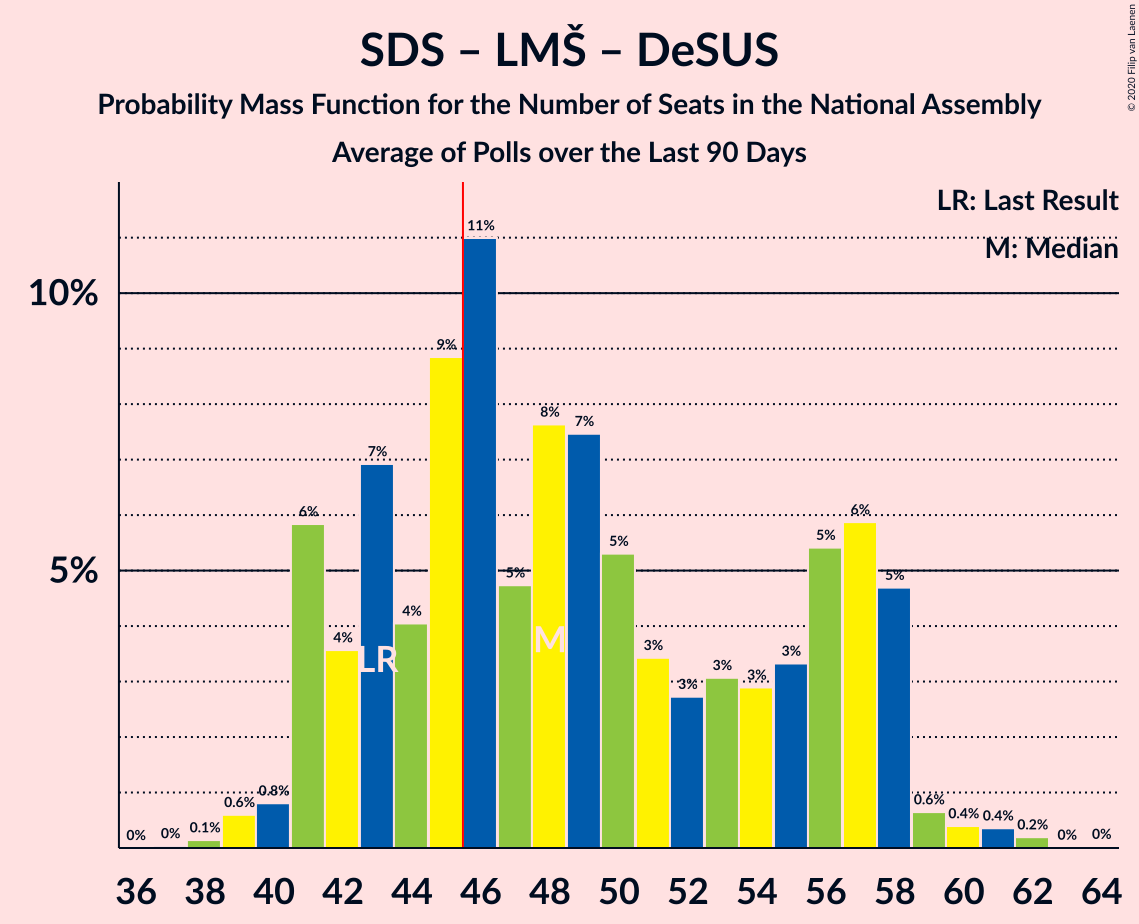 SDS – LMŠ – DeSUS
Probability Mass Function for the Number of Seats in the National Assembly
Average of Polls over the Last 90 Days
© 2020 Filip van Laenen
LR: Last Result
M: Median
10%
5%
0% 0% 0.1% 0.6% 0.8% 6% 4% 7% 4% 9% 11% 5% 8% 7% 5% 3% 3% 3% 3% 3% 5% 6% 5% 0.6% 0.4% 0.4% 0.2% 0% 0%
LR M
36 38 40 42 44 46 48 50 52 54 56 58 60 62 64